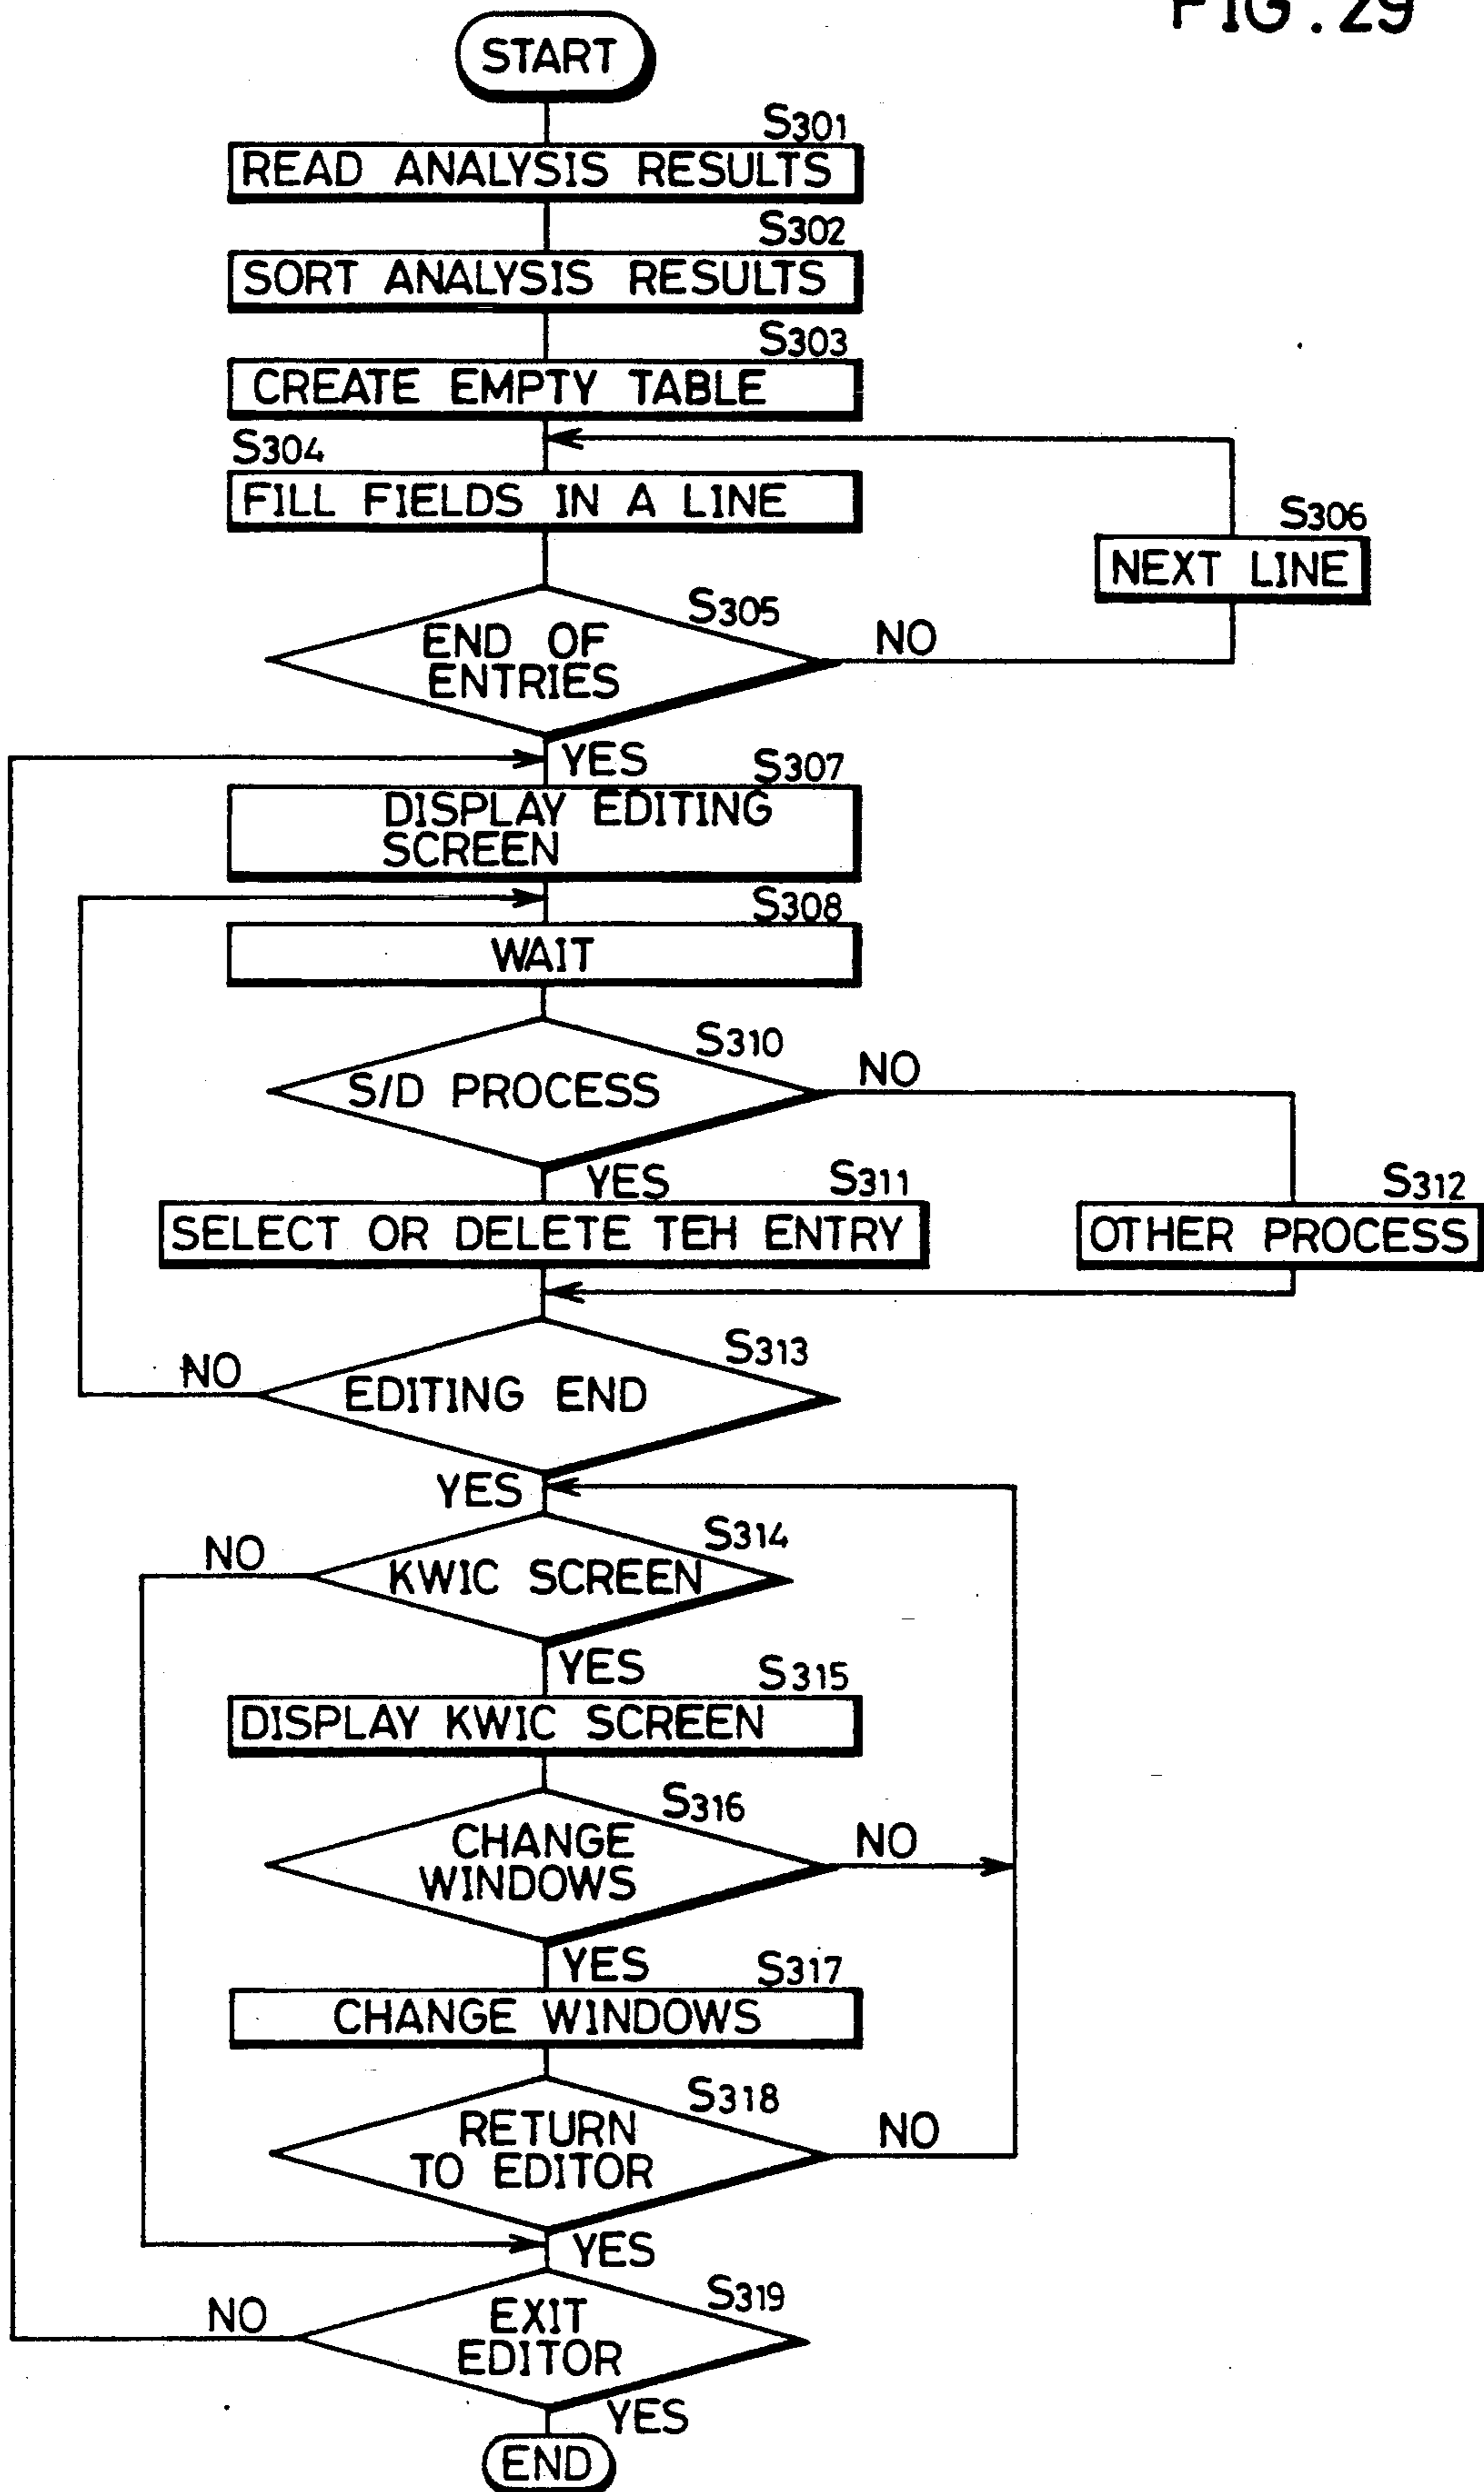 FIG. 29
START
S301
READ ANALYSIS RESULTS
S302
SORT ANALYSIS RESULTS
S303
CREATE EMPTY TABLE
S304
FILL FIELDS IN A LINE
S306
NEXT LINE
S305
END OF
ENTRIES
NO
YES
S307
DISPLAY EDITING
SCREEN
S308
WAIT
S310
S/D PROCESS
NO
YES
S311
SELECT OR DELETE TEH ENTRY
S312
OTHER PROCESS
S313
EDITING END
NO
YES
S314
KWIC SCREEN
NO
YES
S315
DISPLAY KWIC SCREEN
S316
CHANGE
WINDOWS
NO
YES
S317
CHANGE WINDOWS
S318
RETURN
TO EDITOR
NO
YES
S319
EXIT
EDITOR
NO
YES
END